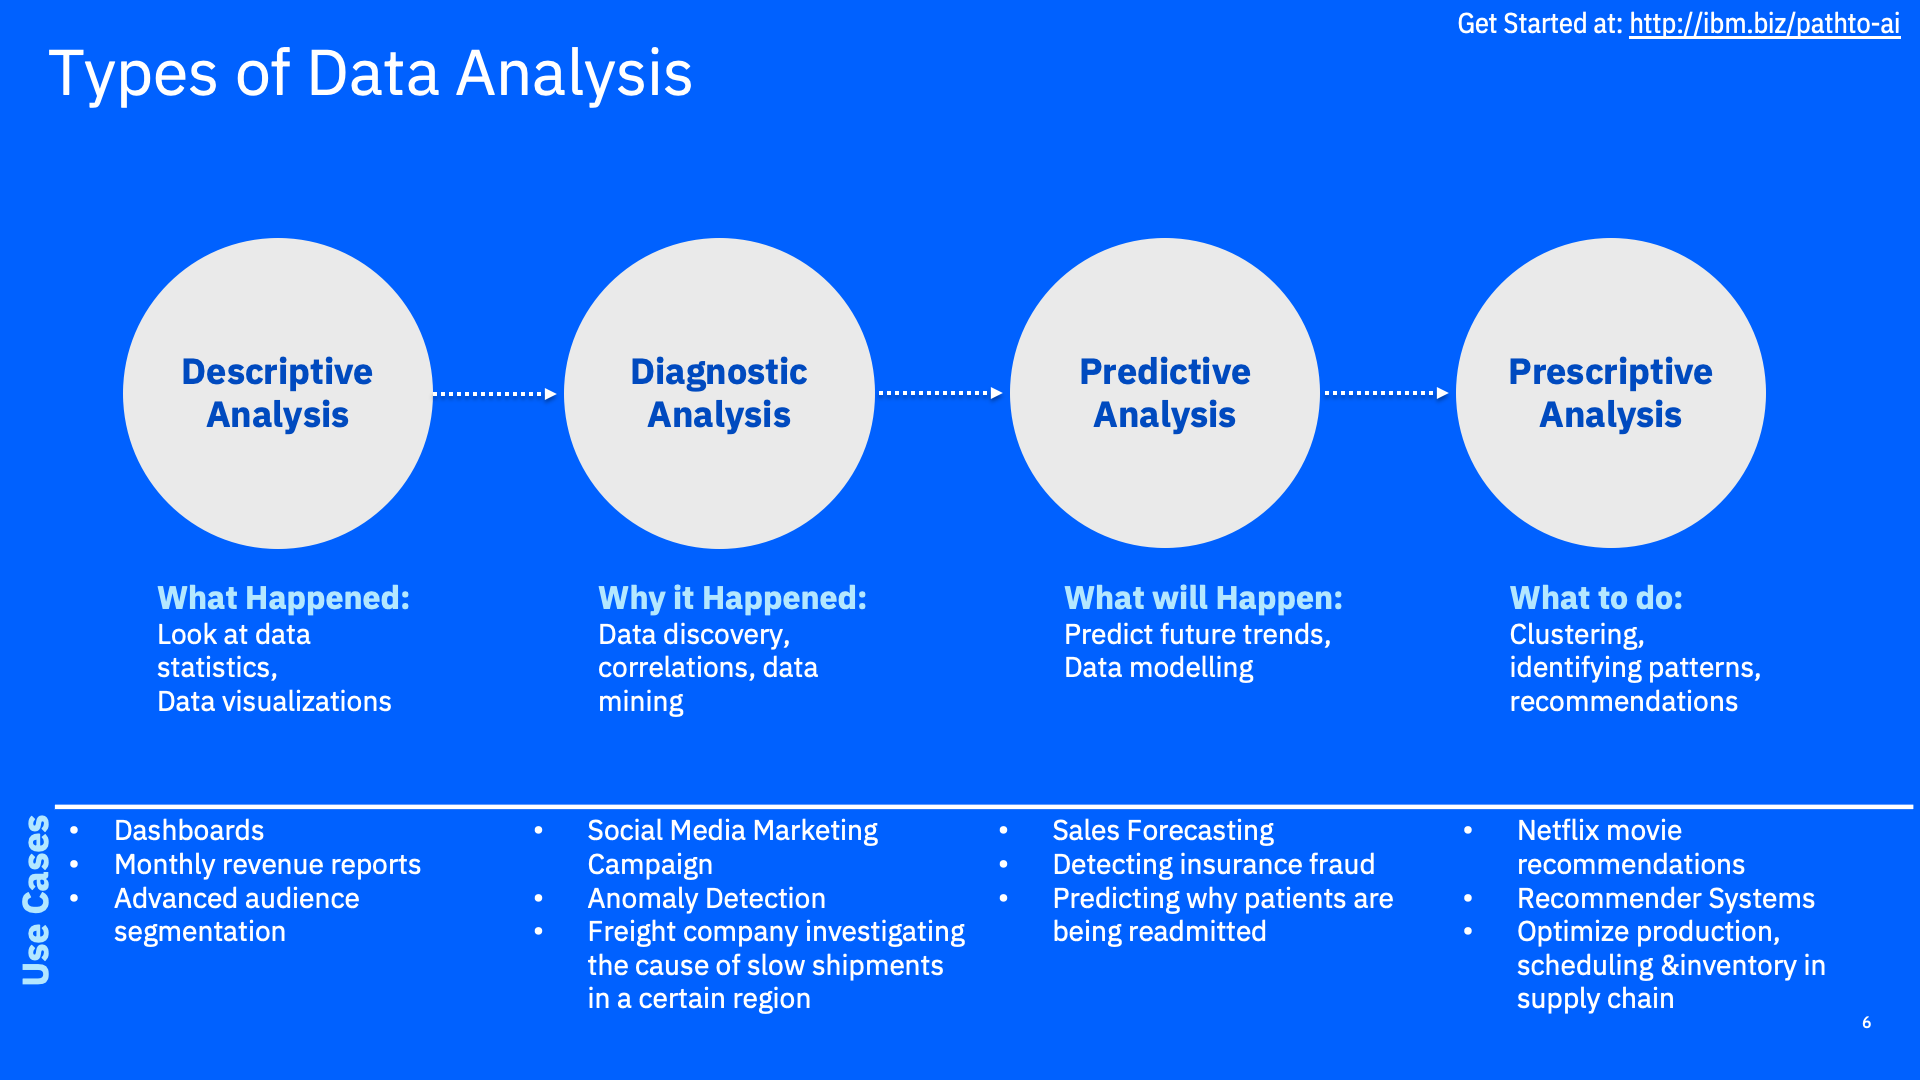 Get Started at: http://ibm.biz/pathto-ai
Types of Data Analysis
Descriptive
Analysis
Diagnostic
Analysis
Predictive
Analysis
Prescriptive
Analysis
What Happened:
Look at data
statistics,
Data visualizations
Why it Happened:
Data discovery,
correlations, data
mining
What will Happen:
Predict future trends,
Data modelling
What to do:
Clustering,
identifying patterns,
recommendations
Use Cases
• Dashboards
• Monthly revenue reports
• Advanced audience
segmentation
• Social Media Marketing
Campaign
• Anomaly Detection
• Freight company investigating
the cause of slow shipments
in a certain region
• Sales Forecasting
• Detecting insurance fraud
• Predicting why patients are
being readmitted
• Netflix movie
recommendations
• Recommender Systems
• Optimize production,
scheduling &inventory in
supply chain
6